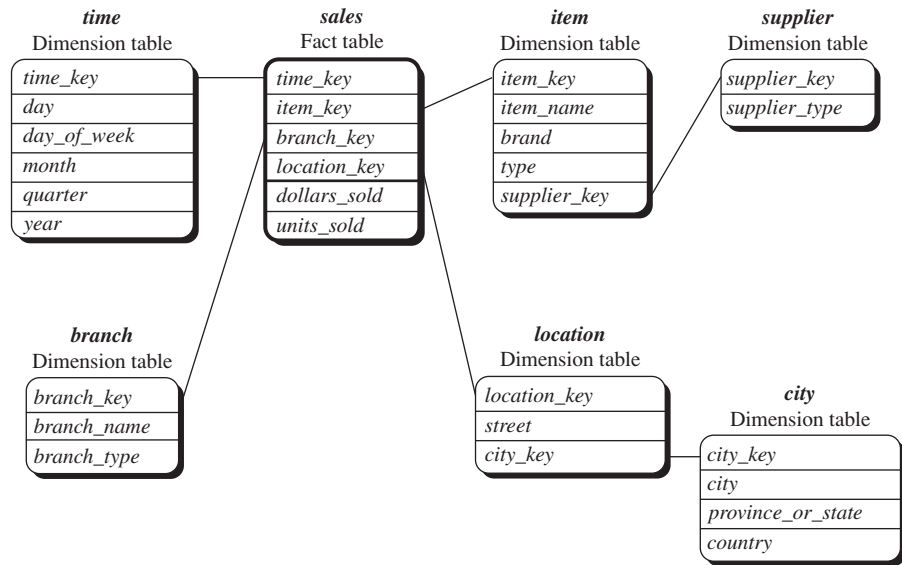 time
Dimension table
time_key
day
day_of_week
month
quarter
year
sales
Fact table
time_key
item_key
branch_key
location_key
dollars_sold
units_sold
item
Dimension table
item_key
item_name
brand
type
supplier_key
supplier
Dimension table
supplier_key
supplier_type
branch
Dimension table
branch_key
branch_name
branch_type
location
Dimension table
location_key
street
city_key
city
Dimension table
city_key
city
province_or_state
country